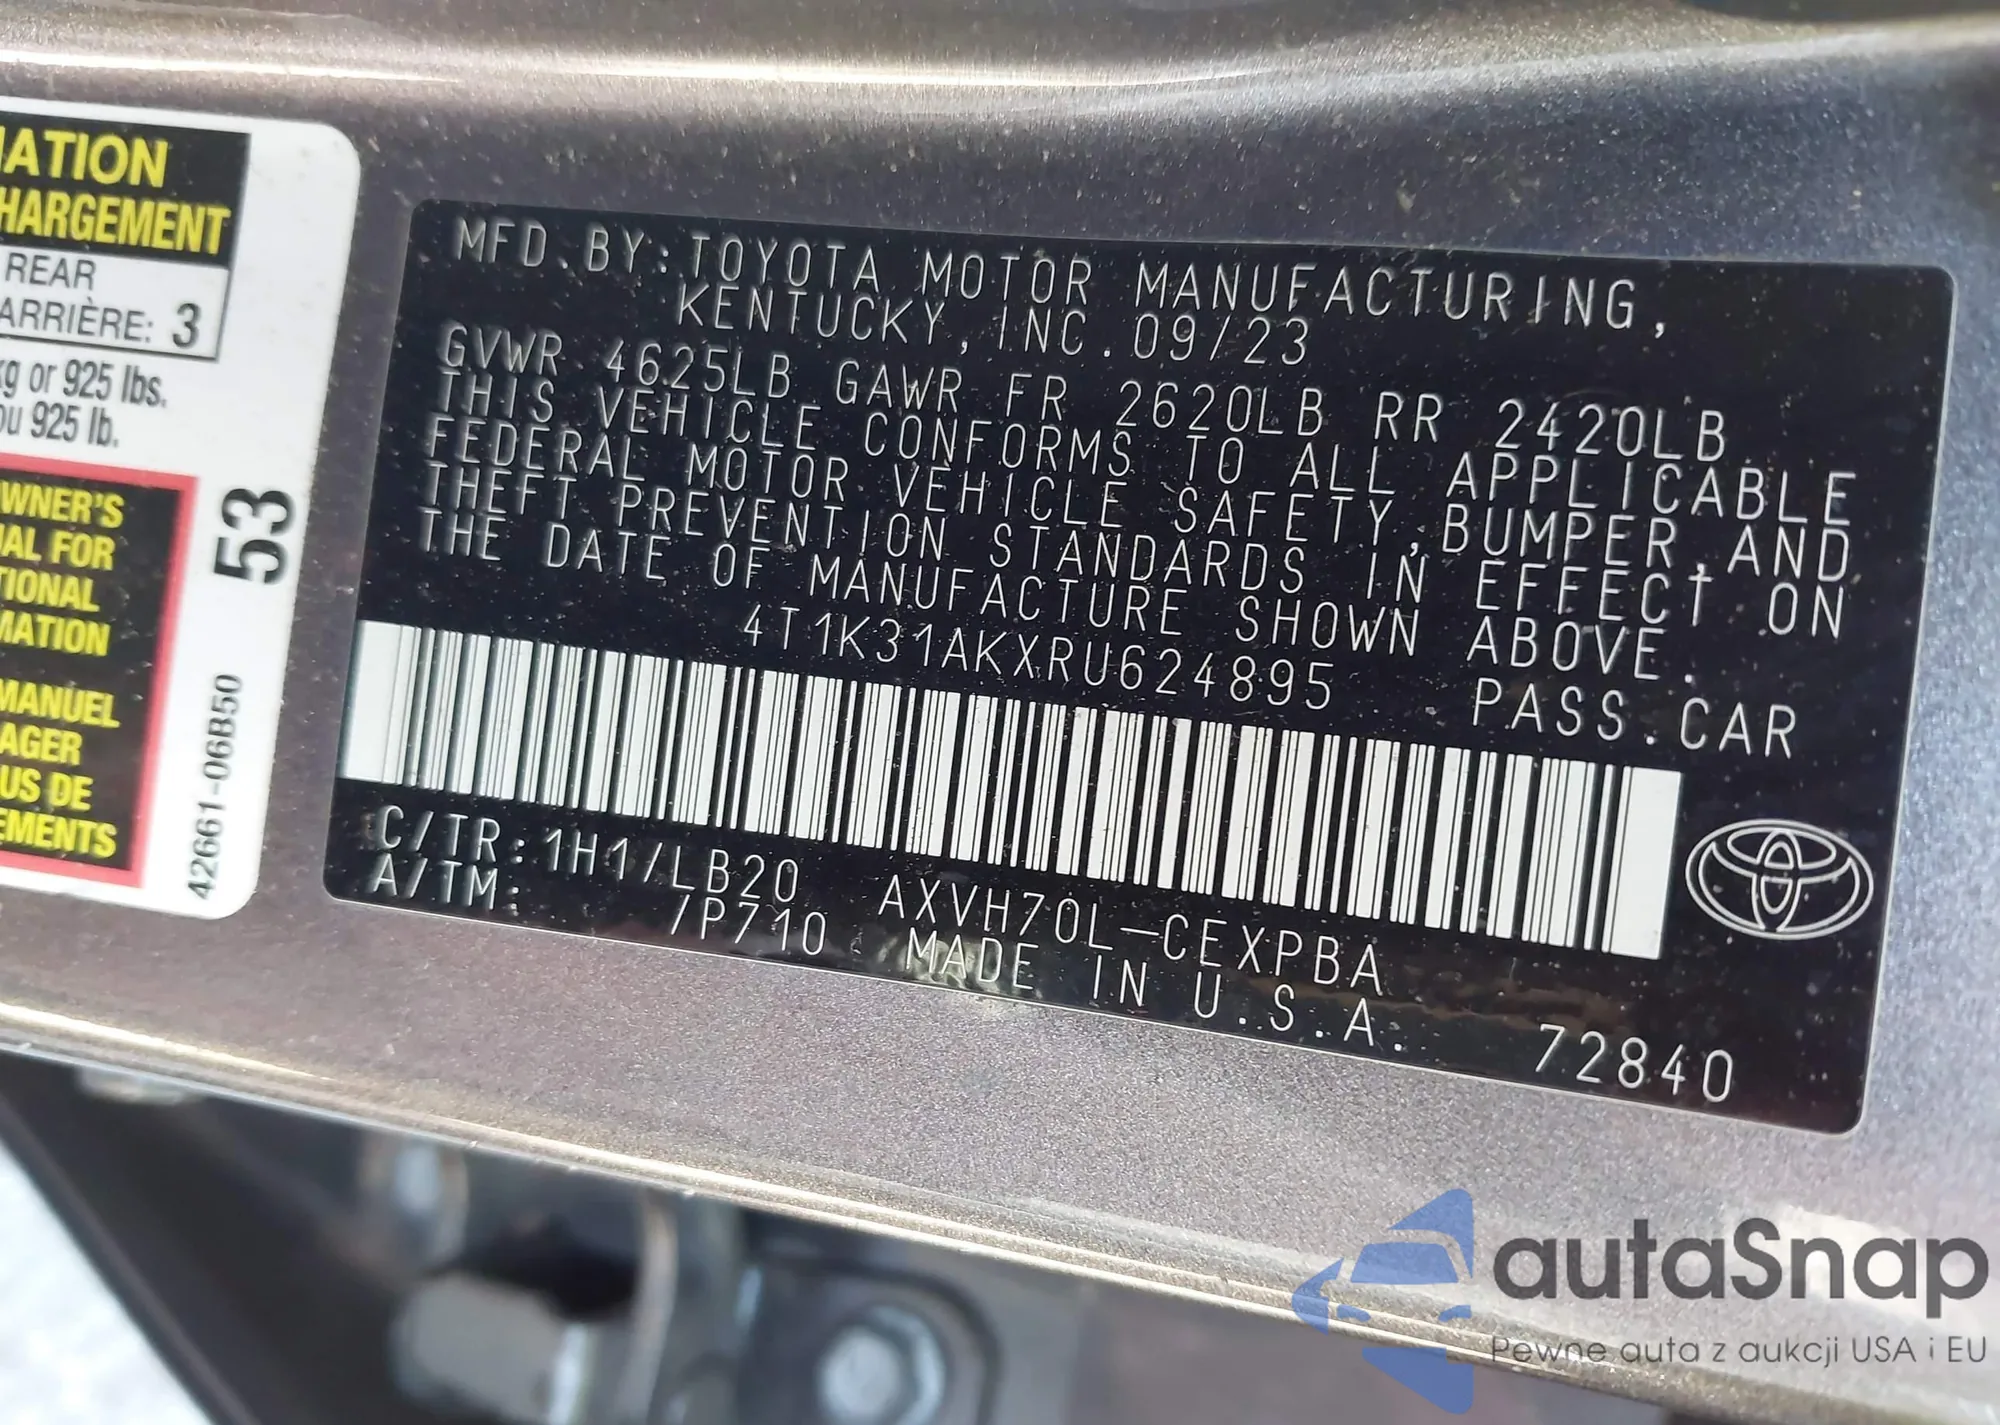 IATION
HARGEMENT
REAR
ARRIÈRE: 3
kg or 925 lbs.
ou 925 lb.
OWNER'S
UAL FOR
TIONAL
MATION
MANUEL
AGER
US DE
EMENTS
53
42661-06B50
MFD. BY: TOYOTA MOTOR MANUFACTURING,
KENTUCKY, INC. 09/23
GVWR 4625LB GAWR FR 2620LB RR 2420LB
THIS VEHICLE CONFORMS TO ALL APPLICABLE
FEDERAL MOTOR VEHICLE SAFETY, BUMPER, AND
THEFT PREVENTION STANDARDS IN EFFECT ON
THE DATE OF MANUFACTURE SHOWN ABOVE.
4T1K31AKXRU624895 PASS. CAR
C/TR: 1H1/LB20 AXVH70L-CEXPBA
A/TM: /P710 MADE IN U.S.A.
72840
autaSnap
Pewne auta z aukcji USA i EU